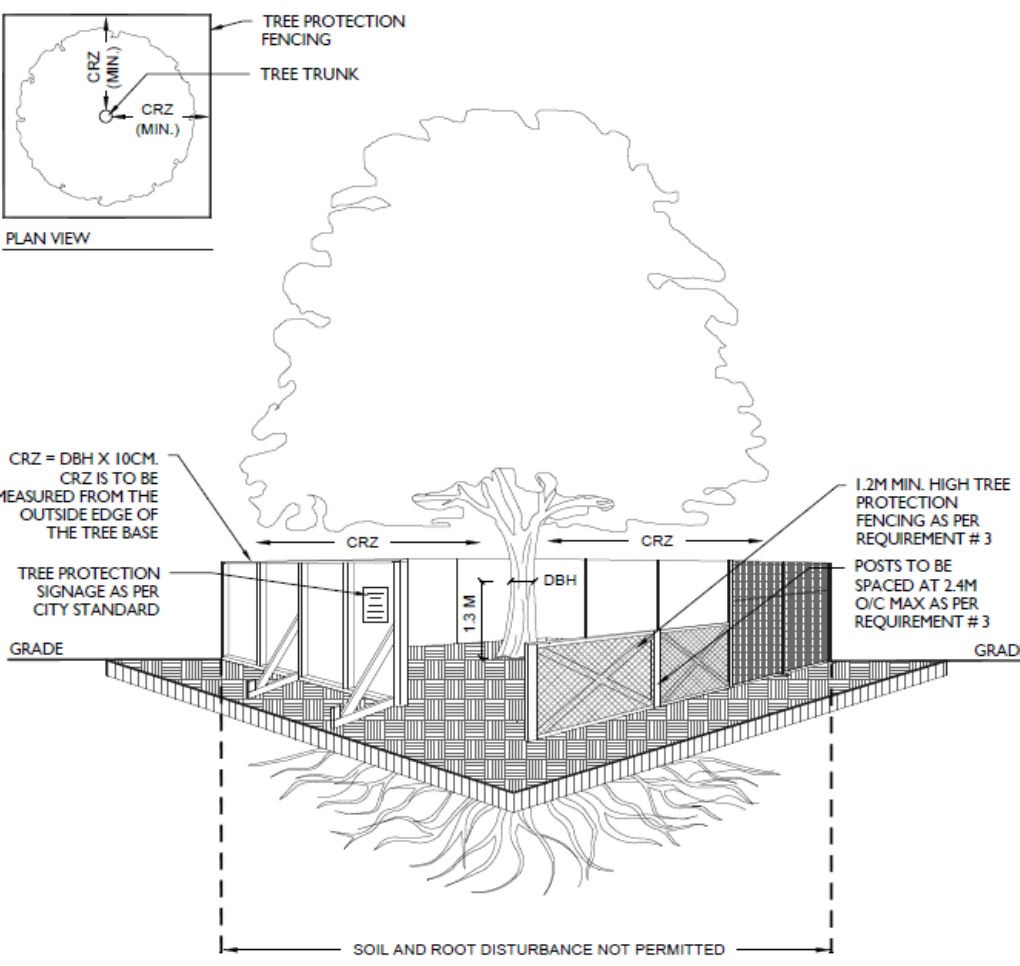 TREE PROTECTION
FENCING
TREE TRUNK
CRZ
(MIN.)
CRZ
(MIN.)
PLAN VIEW
CRZ = DBH X 10CM.
CRZ IS TO BE
MEASURED FROM THE
OUTSIDE EDGE OF
THE TREE BASE
TREE PROTECTION
SIGNAGE AS PER
CITY STANDARD
GRADE
CRZ
CRZ
DBH
1.3 M
1.2M MIN. HIGH TREE
PROTECTION
FENCING AS PER
REQUIREMENT # 3
POSTS TO BE
SPACED AT 2.4M
O/C MAX AS PER
REQUIREMENT # 3
GRAD
SOIL AND ROOT DISTURBANCE NOT PERMITTED